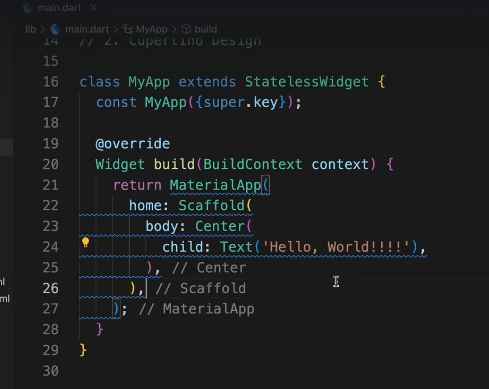 main.dart ×
lib > main.dart > MyApp > build
14 // 2. Cupertino Design
15
16 class MyApp extends StatelessWidget {
17 const MyApp({super.key});
18
19 @override
20 Widget build(BuildContext context) {
21 return MaterialApp(
22 home: Scaffold(
23 body: Center(
24 child: Text('Hello, World!!!!'),
25 ), // Center
26 ), // Scaffold
27 ); // MaterialApp
28 }
29 }
30